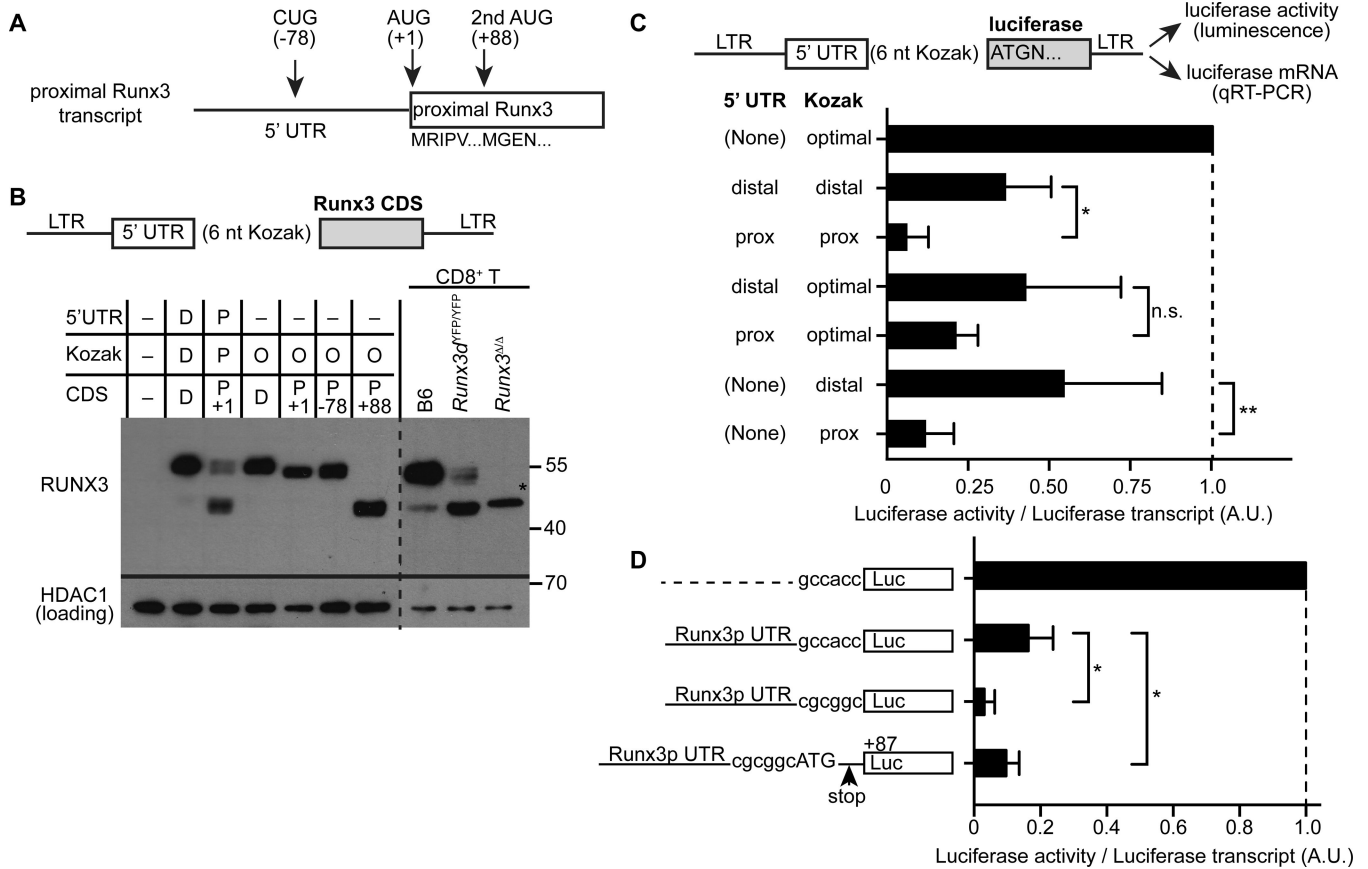 A
CUG
(-78)
AUG
(+1)
2nd AUG
(+88)
proximal Runx3
transcript
5' UTR
proximal Runx3
MRIPV...MGEN...
B
LTR
5' UTR
(6 nt Kozak)
Runx3 CDS
LTR
CD8+ T
5'UTR – D P – – – –
Kozak – D P O O O O
CDS – D P +1 D P +1 P -78 P +88
B6
Runx3dYFP/YFP
Runx3Δ/Δ
RUNX3
*
55
40
70
HDAC1
(loading)
C
LTR
5' UTR
(6 nt Kozak)
luciferase
ATGN...
LTR
luciferase activity
(luminescence)
luciferase mRNA
(qRT-PCR)
5' UTR Kozak
(None) optimal
distal distal
*
prox prox
distal optimal
n.s.
prox optimal
(None) distal
**
(None) prox
0 0.25 0.50 0.75 1.0
Luciferase activity / Luciferase transcript (A.U.)
D
gccacc Luc
Runx3p UTR gccacc Luc
*
*
Runx3p UTR cgcggc Luc
+87
Runx3p UTR cgcggcATG Luc
stop
0 0.2 0.4 0.6 0.8 1.0
Luciferase activity / Luciferase transcript (A.U.)